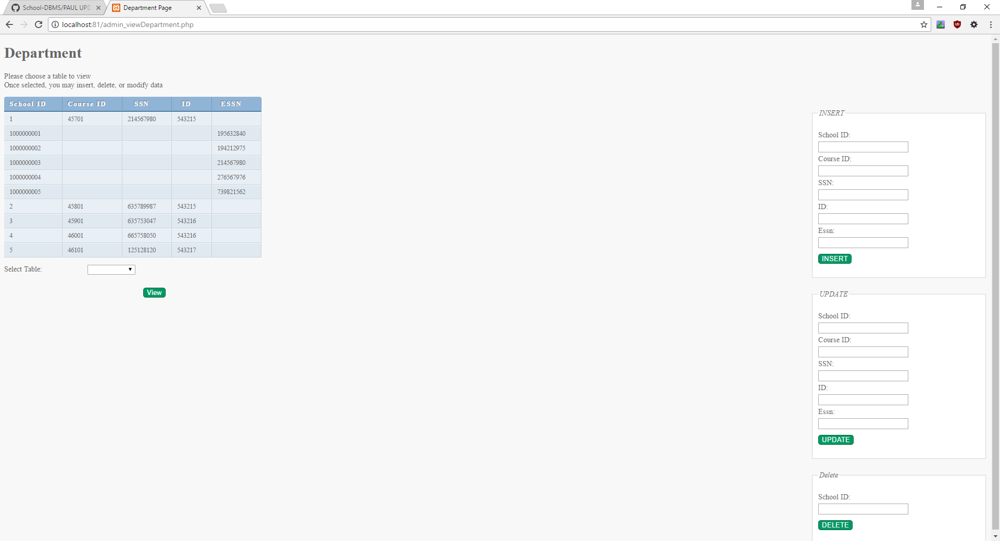 School-DBMS/PAUL UPD
Department Page
localhost:81/admin_viewDepartment.php
Department
Please choose a table to view
Once selected, you may insert, delete, or modify data
School ID Course ID SSN ID ESSN
1 45701 214567980 543215
1000000001 195632840
1000000002 194212975
1000000003 214567980
1000000004 276567976
1000000005 739821562
2 45801 635789987 543215
3 45901 635753047 543216
4 46001 665758050 543216
5 46101 125128120 543217
Select Table:
View
INSERT
School ID:
Course ID:
SSN:
ID:
Essn:
INSERT
UPDATE
School ID:
Course ID:
SSN:
ID:
Essn:
UPDATE
Delete
School ID:
DELETE